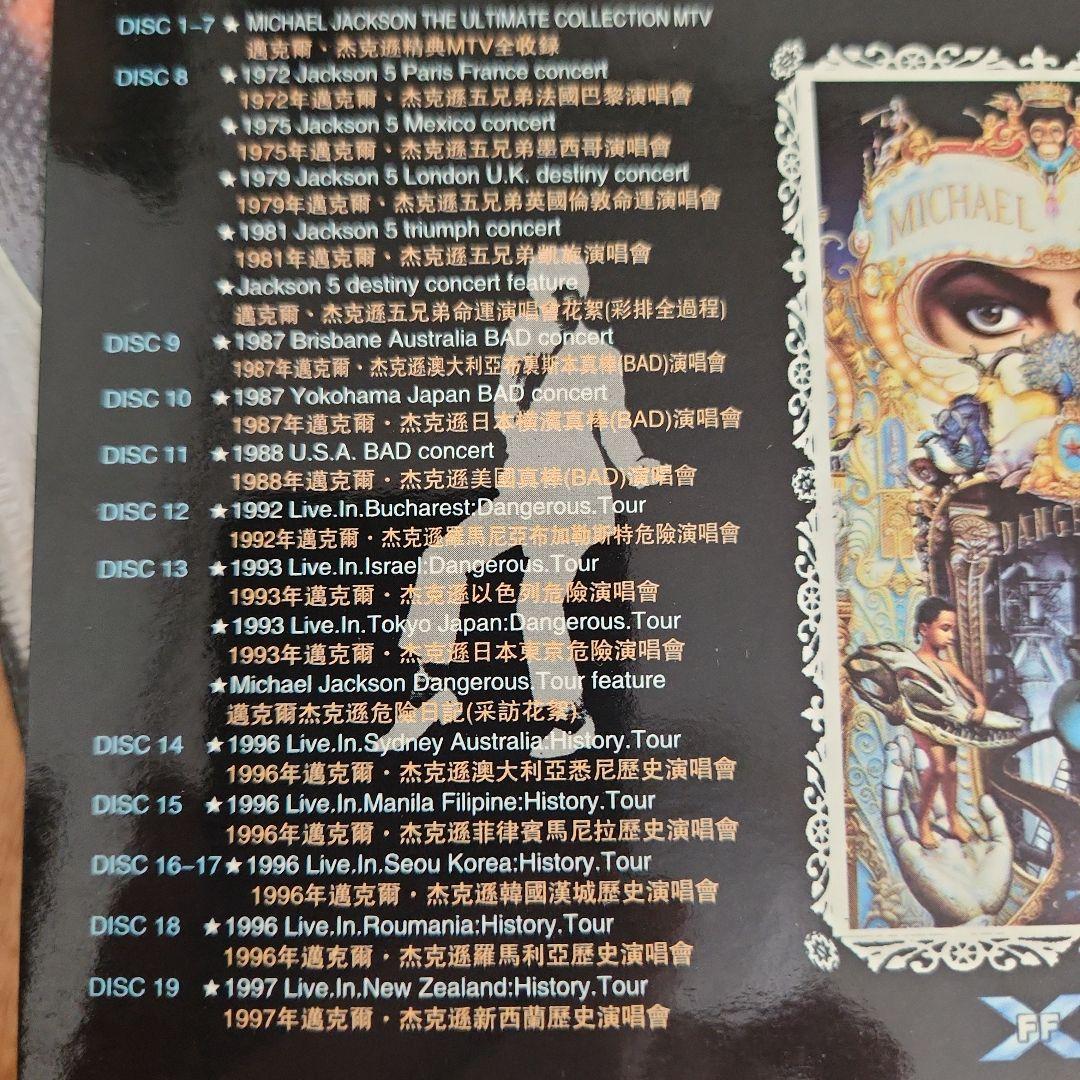 DISC 1-7 ★ MICHAEL JACKSON THE ULTIMATE COLLECTION MTV
邁克爾、杰克遜精典MTV全收録
DISC 8 ★1972 Jackson 5 Paris France concert
1972年邁克爾、杰克遜五兄弟法國巴黎演唱會
★1975 Jackson 5 Mexico concert
1975年邁克爾、杰克遜五兄弟墨西哥演唱會
★1979 Jackson 5 London U.K. destiny concert
1979年邁克爾、杰克遜五兄弟英國倫敦命運演唱會
★1981 Jackson 5 triumph concert
1981年邁克爾、杰克遜五兄弟凱旋演唱會
★Jackson 5 destiny concert feature
邁克爾、杰克遜五兄弟命運演唱會花絮(彩排全過程)
DISC 9 ★1987 Brisbane Australia BAD concert
1987年邁克爾、杰克遜澳大利亞布裏斯本真棒(BAD)演唱會
DISC 10 ★1987 Yokohama Japan BAD concert
1987年邁克爾、杰克遜日本橫濱真棒(BAD)演唱會
DISC 11 ★1988 U.S.A. BAD concert
1988年邁克爾・杰克遜美國真棒(BAD)演唱會
DISC 12 ★1992 Live.In.Bucharest:Dangerous.Tour
1992年邁克爾・杰克遜羅馬尼亞布加勒斯特危險演唱會
DISC 13 ★1993 Live.In.Israel:Dangerous.Tour
1993年邁克爾・杰克遜以色列危險演唱會
★1993 Live.In.Tokyo Japan:Dangerous.Tour
1993年邁克爾・杰克遜日本東京危險演唱會
★Michael Jackson Dangerous.Tour feature
邁克爾杰克遜危險日記(采訪花絮)
DISC 14 ★1996 Live.In.Sydney Australia:History.Tour
1996年邁克爾・杰克遜澳大利亞悉尼歷史演唱會
DISC 15 ★1996 Live.In.Manila Filipine:History.Tour
1996年邁克爾・杰克遜菲律賓馬尼拉歷史演唱會
DISC 16-17★1996 Live.In.Seou Korea:History.Tour
1996年邁克爾・杰克遜韓國漢城歷史演唱會
DISC 18 ★1996 Live.In.Roumania:History.Tour
1996年邁克爾・杰克遜羅馬利亞歷史演唱會
DISC 19 ★1997 Live.In.New Zealand:History.Tour
1997年邁克爾・杰克遜新西蘭歷史演唱會
MICHAEL
DANG
FF